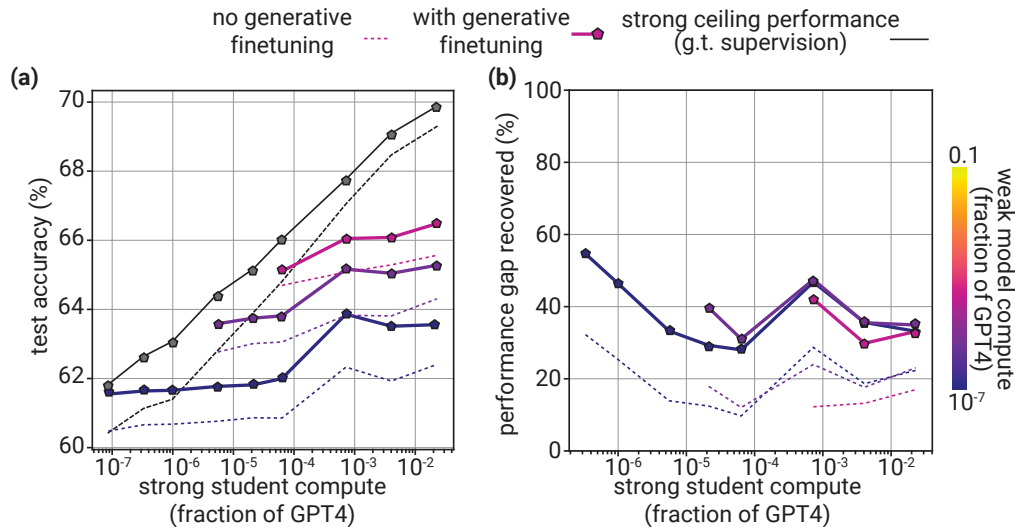 no generative finetuning
with generative finetuning
strong ceiling performance (g.t. supervision)
(a)
test accuracy (%)
70
68
66
64
62
60
10-7
10-6
10-5
10-4
10-3
10-2
strong student compute
(fraction of GPT4)
(b)
performance gap recovered (%)
100
80
60
40
20
0
10-6
10-5
10-4
10-3
10-2
strong student compute
(fraction of GPT4)
0.1
10-7
weak model compute
(fraction of GPT4)